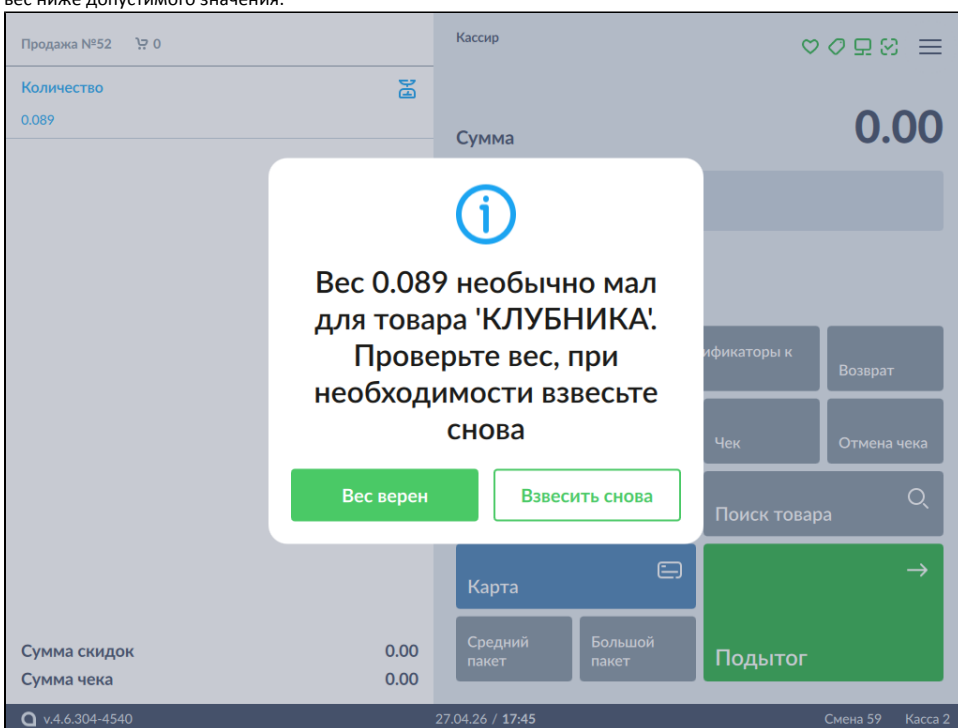 вес ниже допустимого значения.
Продажа №52 0
Кассир
Количество
0.089
Сумма
0.00
Вес 0.089 необычно мал
для товара 'КЛУБНИКА'.
Проверьте вес, при
необходимости взвесьте
снова
Вес верен
Взвесить снова
ификаторы к
Возврат
Чек
Отмена чека
Поиск товара
Карта
Средний
пакет
Большой
пакет
Подытог
Сумма скидок 0.00
Сумма чека 0.00
v.4.6.304-4540
27.04.26 / 17:45
Смена 59 Касса 2